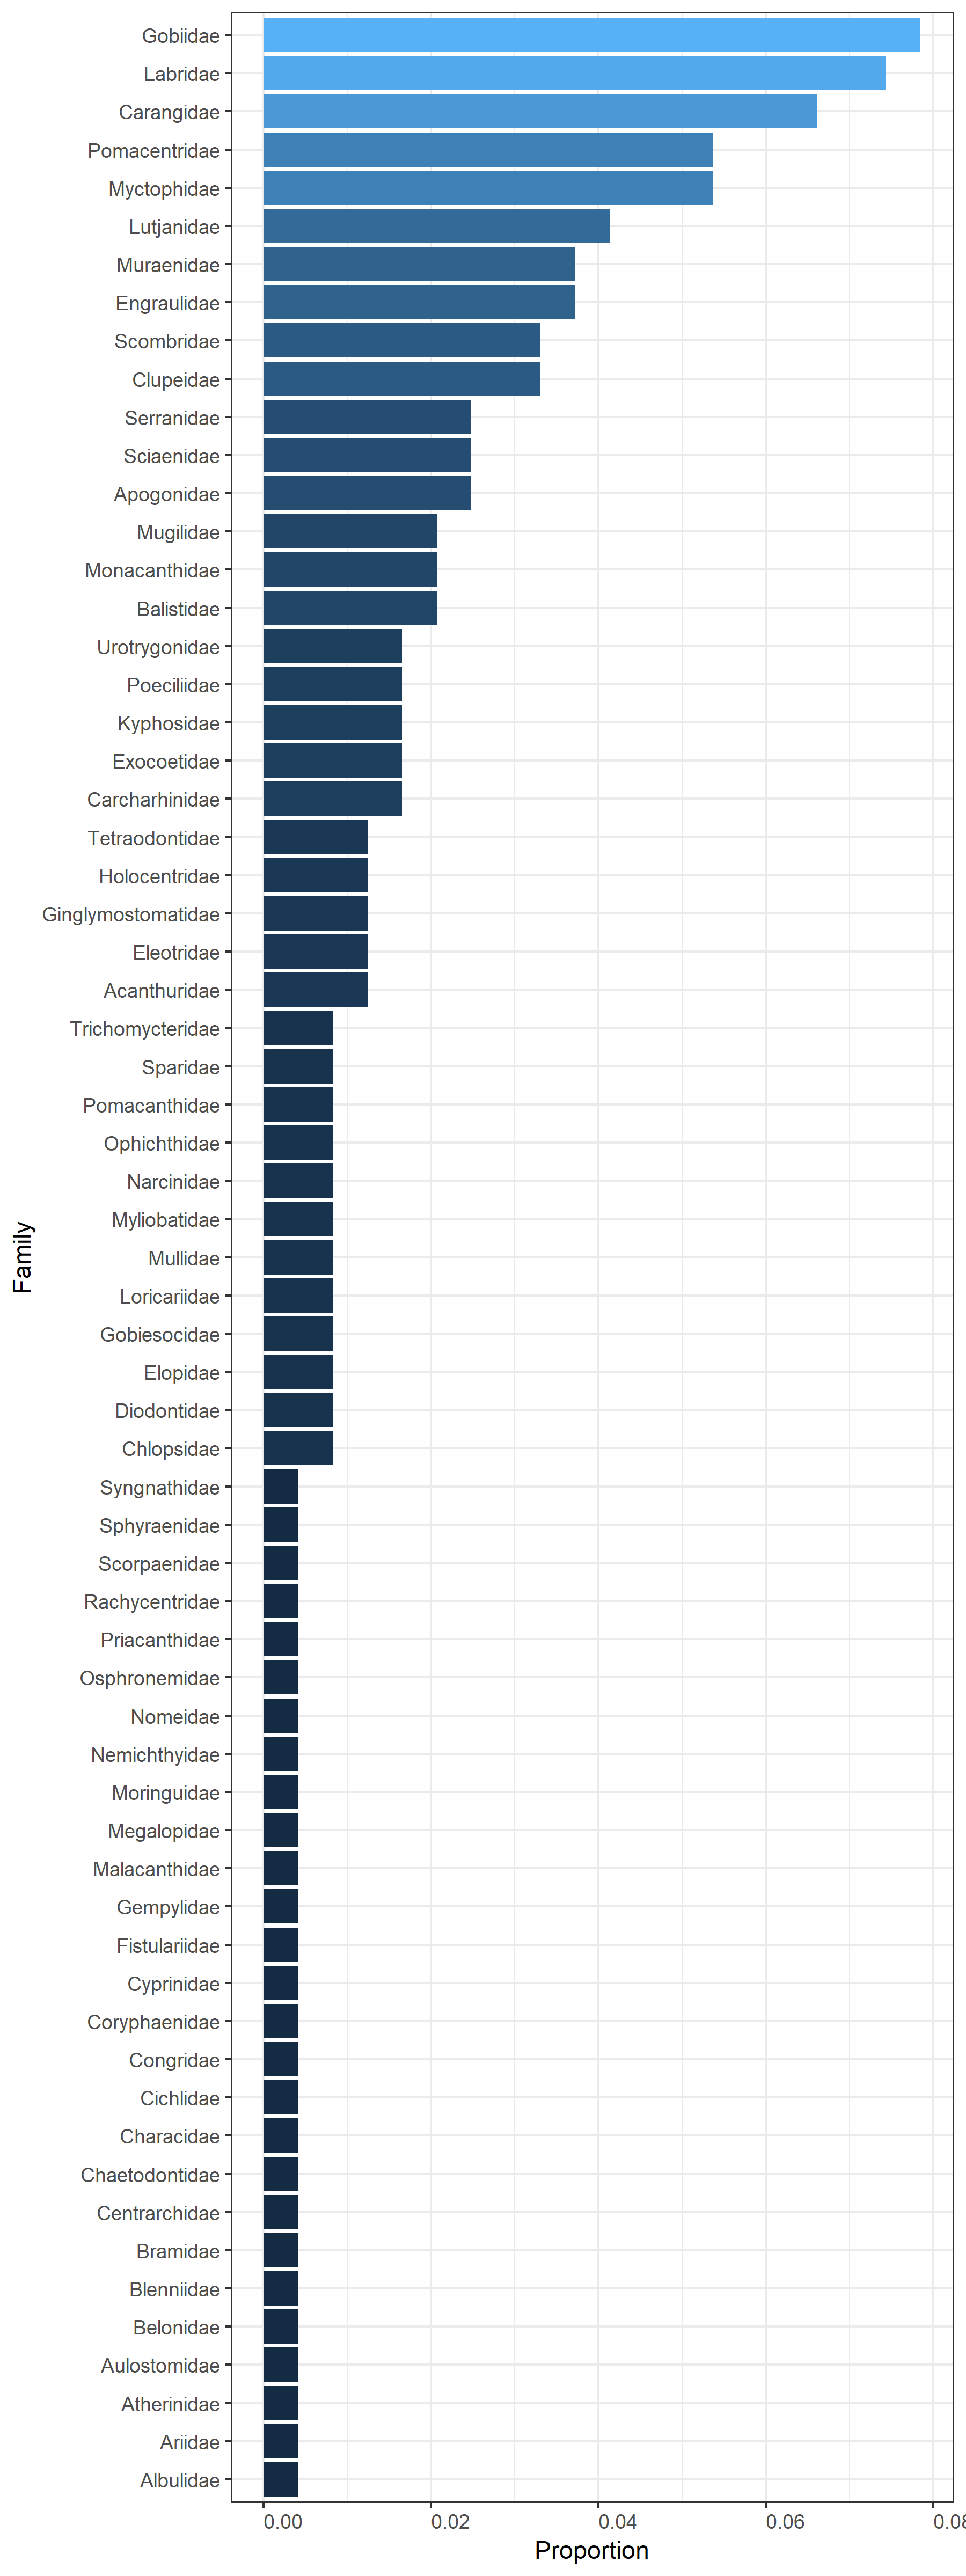 Gobiidae
Labridae
Carangidae
Pomacentridae
Myctophidae
Lutjanidae
Muraenidae
Engraulidae
Scombridae
Clupeidae
Serranidae
Sciaenidae
Apogonidae
Mugilidae
Monacanthidae
Balistidae
Urotrygonidae
Poeciliidae
Kyphosidae
Exocoetidae
Carcharhinidae
Tetraodontidae
Holocentridae
Ginglymostomatidae
Eleotridae
Acanthuridae
Trichomycteridae
Sparidae
Pomacanthidae
Ophichthidae
Narcinidae
Myliobatidae
Mullidae
Loricariidae
Gobiesocidae
Elopidae
Diodontidae
Chlopsidae
Syngnathidae
Sphyraenidae
Scorpaenidae
Rachycentridae
Priacanthidae
Osphronemidae
Nomeidae
Nemichthyidae
Moringuidae
Megalopidae
Malacanthidae
Gempylidae
Fistulariidae
Cyprinidae
Coryphaenidae
Congridae
Cichlidae
Characidae
Chaetodontidae
Centrarchidae
Bramidae
Blenniidae
Belonidae
Aulostomidae
Atherinidae
Ariidae
Albulidae
Family
0.00 0.02 0.04 0.06 0.08
Proportion